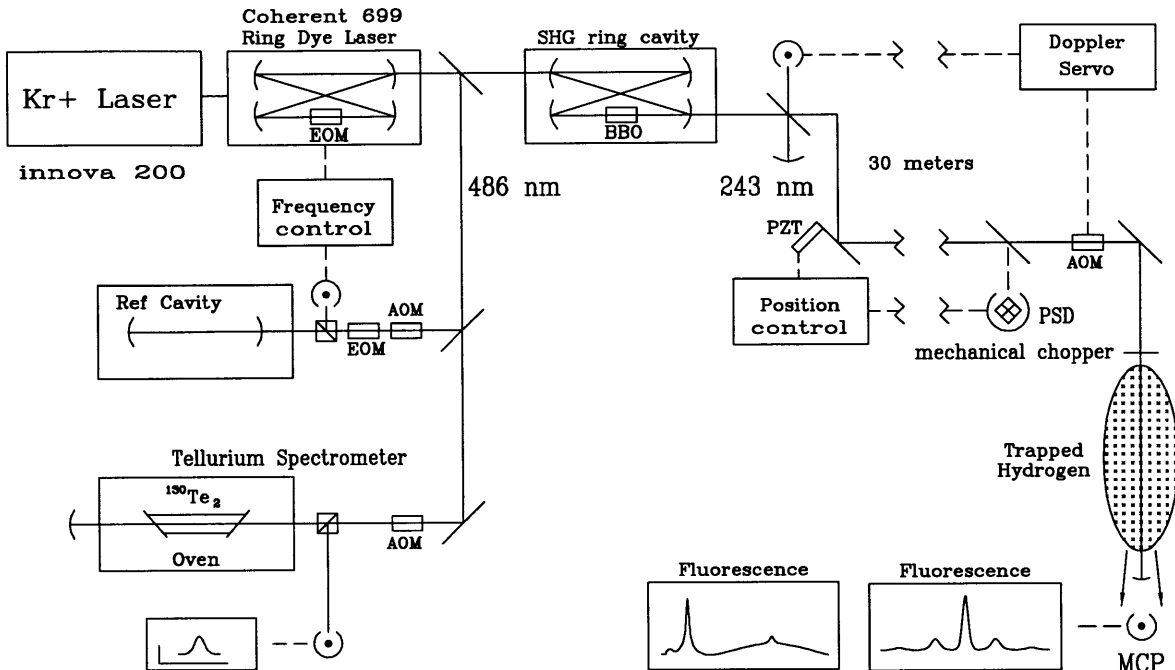 Coherent 699
Ring Dye Laser
SHG ring cavity
Doppler
Servo
Kr+ Laser
EOM
BBO
innova 200
486 nm
243 nm
30 meters
Frequency
control
PZT
AOM
Ref Cavity
AOM
EOM
Position
control
PSD
mechanical chopper
Trapped
Hydrogen
Tellurium Spectrometer
¹³⁰Te₂
Oven
AOM
Fluorescence
Fluorescence
MCP